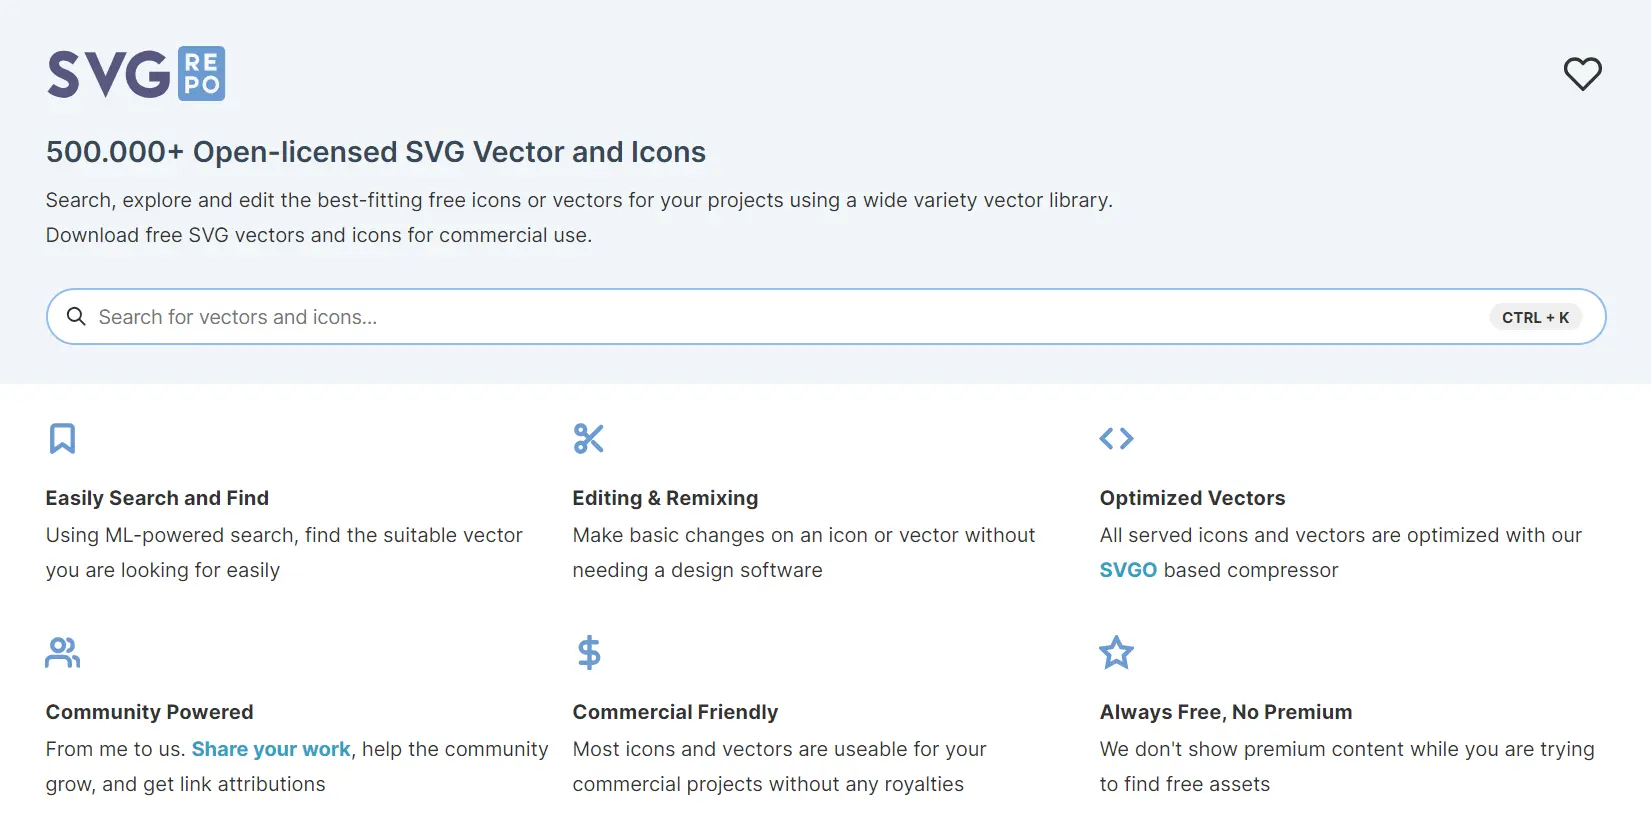 SVG RE
PO
500.000+ Open-licensed SVG Vector and Icons
Search, explore and edit the best-fitting free icons or vectors for your projects using a wide variety vector library.
Download free SVG vectors and icons for commercial use.
Search for vectors and icons...
CTRL + K
Easily Search and Find
Using ML-powered search, find the suitable vector
you are looking for easily
Editing & Remixing
Make basic changes on an icon or vector without
needing a design software
Optimized Vectors
All served icons and vectors are optimized with our
SVGO based compressor
Community Powered
From me to us. Share your work, help the community
grow, and get link attributions
Commercial Friendly
Most icons and vectors are useable for your
commercial projects without any royalties
Always Free, No Premium
We don't show premium content while you are trying
to find free assets